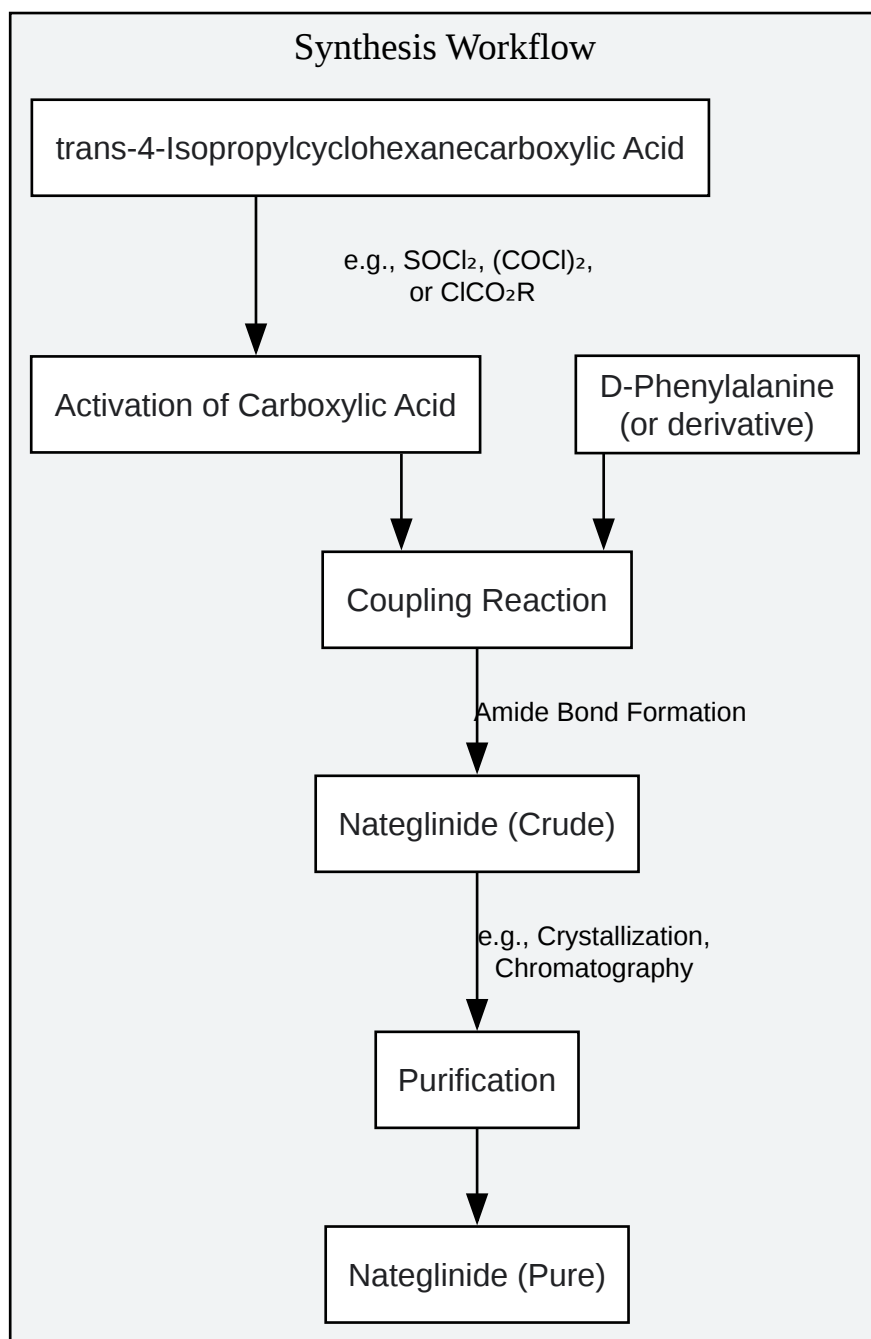 Synthesis Workflow
trans-4-Isopropylcyclohexanecarboxylic Acid
e.g., SOCl₂, (COCl)₂,
or ClCO₂R
Activation of Carboxylic Acid
D-Phenylalanine
(or derivative)
Coupling Reaction
Amide Bond Formation
Nateglinide (Crude)
e.g., Crystallization,
Chromatography
Purification
Nateglinide (Pure)